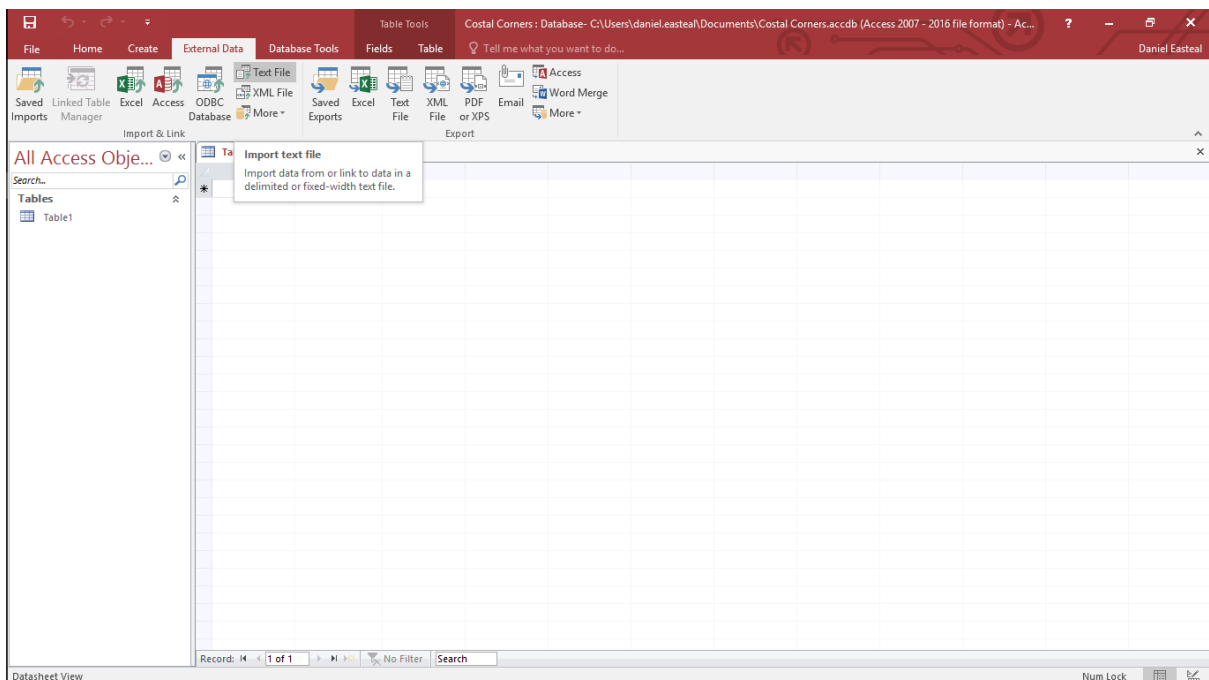 Table Tools
Costal Corners : Database- C:\Users\daniel.easteal\Documents\Costal Corners.accdb (Access 2007 - 2016 file format) - Ac...
?
File Home Create External Data Database Tools Fields Table Tell me what you want to do... Daniel Easteal
Saved Imports
Linked Table Manager
Excel
Access
ODBC Database
Text File
XML File
More
Import & Link
Saved Exports
Excel
Text File
XML File
PDF or XPS
Email
Access
Word Merge
More
Export
All Access Obje... «
Search...
Tables
Table1
Ta
Import text file
Import data from or link to data in a
delimited or fixed-width text file.
Record: 1 of 1 No Filter Search
Datasheet View Num Lock